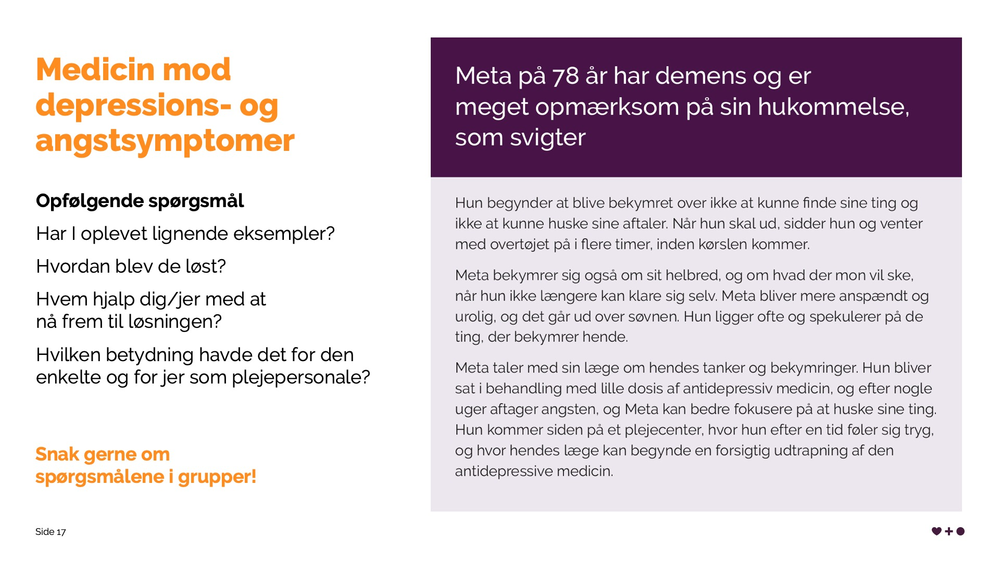 Medicin mod
depressions- og
angstsymptomer
Opfølgende spørgsmål
Har I oplevet lignende eksempler?
Hvordan blev de løst?
Hvem hjalp dig/jer med at
nå frem til løsningen?
Hvilken betydning havde det for den
enkelte og for jer som plejepersonale?
Snak gerne om
spørgsmålene i grupper!
Meta på 78 år har demens og er
meget opmærksom på sin hukommelse,
som svigter
Hun begynder at blive bekymret over ikke at kunne finde sine ting og
ikke at kunne huske sine aftaler. Når hun skal ud, sidder hun og venter
med overtøjet på i flere timer, inden kørslen kommer.
Meta bekymrer sig også om sit helbred, og om hvad der mon vil ske,
når hun ikke længere kan klare sig selv. Meta bliver mere anspændt og
urolig, og det går ud over søvnen. Hun ligger ofte og spekulerer på de
ting, der bekymrer hende.
Meta taler med sin læge om hendes tanker og bekymringer. Hun bliver
sat i behandling med lille dosis af antidepressiv medicin, og efter nogle
uger aftager angsten, og Meta kan bedre fokusere på at huske sine ting.
Hun kommer siden på et plejecenter, hvor hun efter en tid føler sig tryg,
og hvor hendes læge kan begynde en forsigtig udtrapning af den
antidepressive medicin.
Side 17